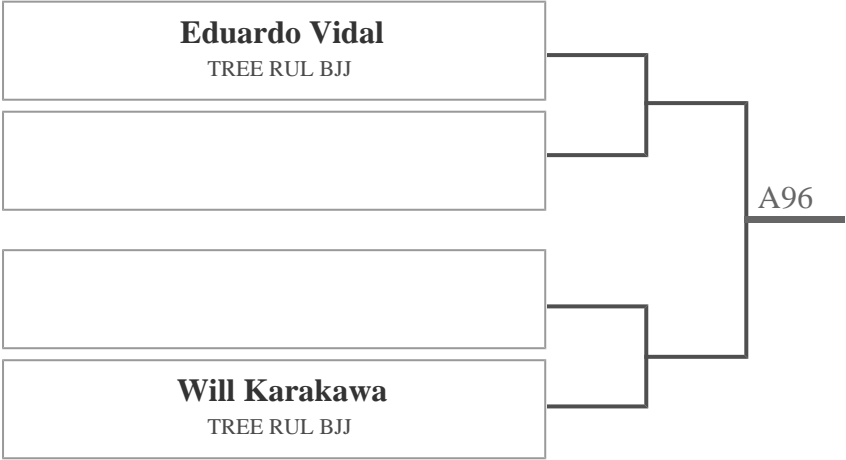 Eduardo Vidal
TREE RUL BJJ
A96
Will Karakawa
TREE RUL BJJ